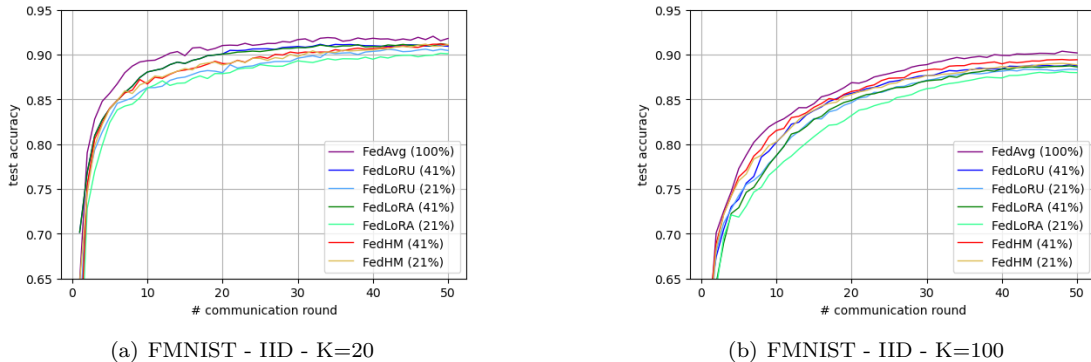 0.95
0.90
0.85
0.80
0.75
0.70
0.65
test accuracy
0
10
20
30
40
50
# communication round
FedAvg (100%)
FedLoRU (41%)
FedLoRU (21%)
FedLoRA (41%)
FedLoRA (21%)
FedHM (41%)
FedHM (21%)
(a) FMNIST - IID - K=20
0.95
0.90
0.85
0.80
0.75
0.70
0.65
test accuracy
0
10
20
30
40
50
# communication round
FedAvg (100%)
FedLoRU (41%)
FedLoRU (21%)
FedLoRA (41%)
FedLoRA (21%)
FedHM (41%)
FedHM (21%)
(b) FMNIST - IID - K=100